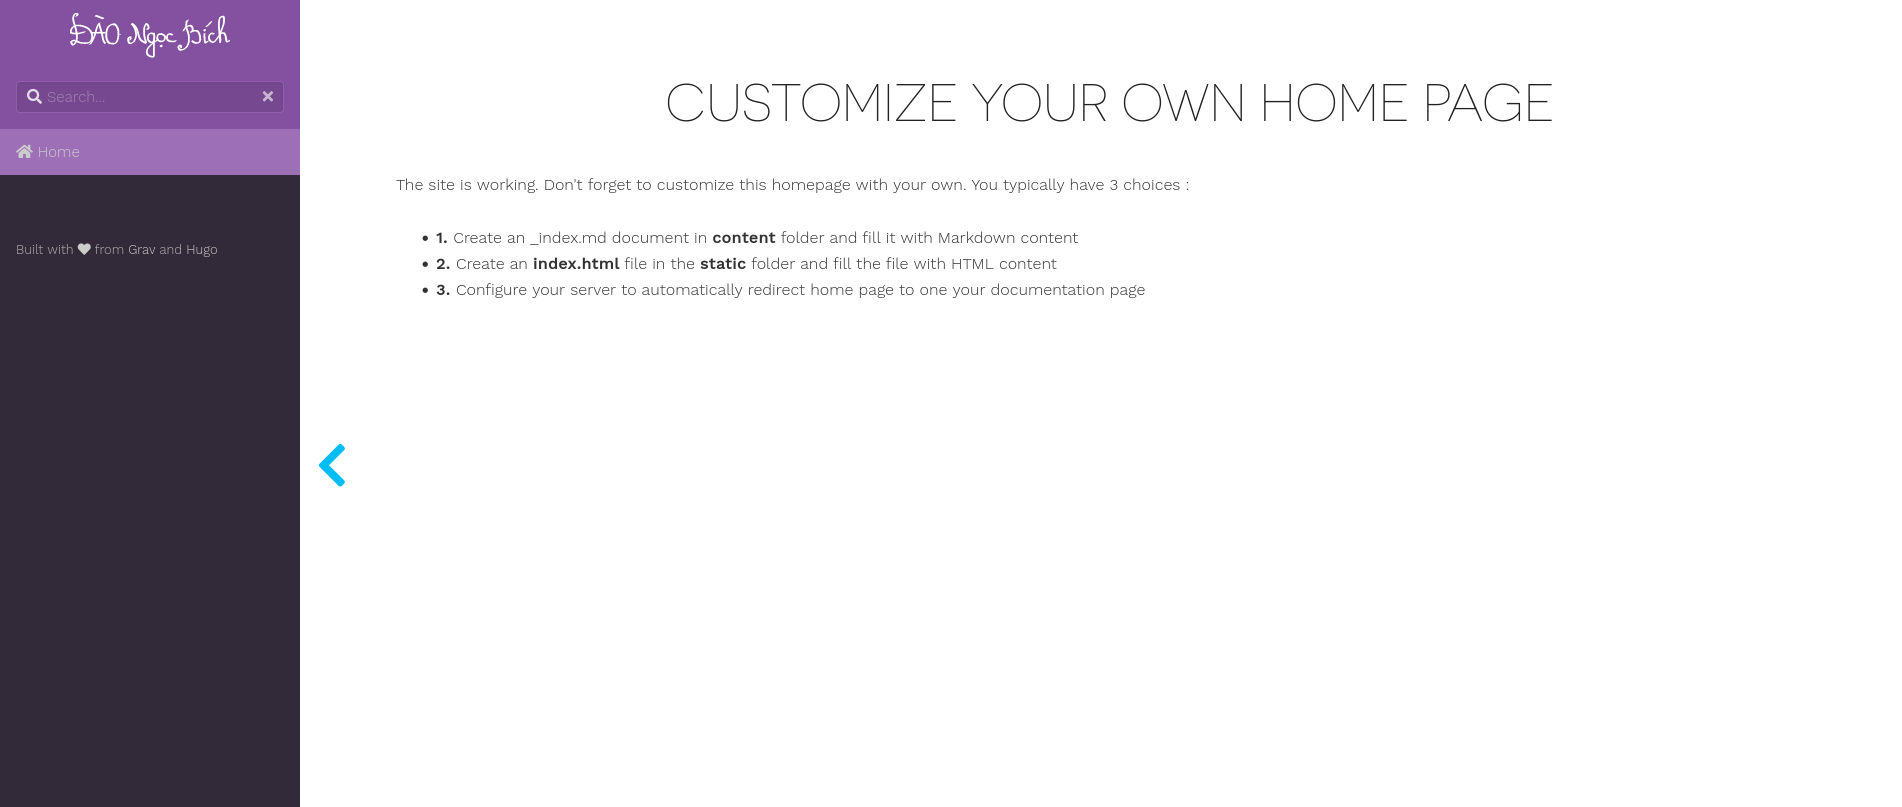 ĐÀO Ngọc Bích
Search...
Home
Built with from Grav and Hugo
CUSTOMIZE YOUR OWN HOME PAGE
The site is working. Don't forget to customize this homepage with your own. You typically have 3 choices :
• 1. Create an _index.md document in content folder and fill it with Markdown content
• 2. Create an index.html file in the static folder and fill the file with HTML content
• 3. Configure your server to automatically redirect home page to one your documentation page